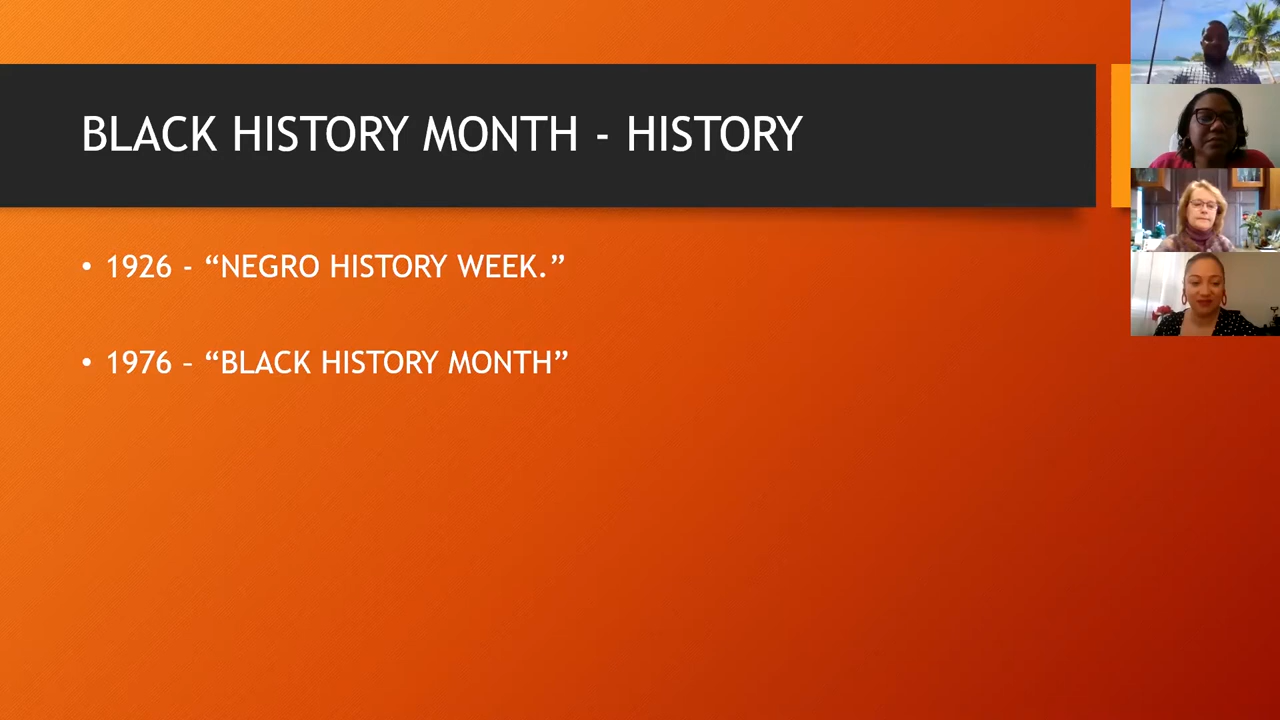 BLACK HISTORY MONTH - HISTORY
• 1926 - “NEGRO HISTORY WEEK.”
• 1976 – “BLACK HISTORY MONTH”